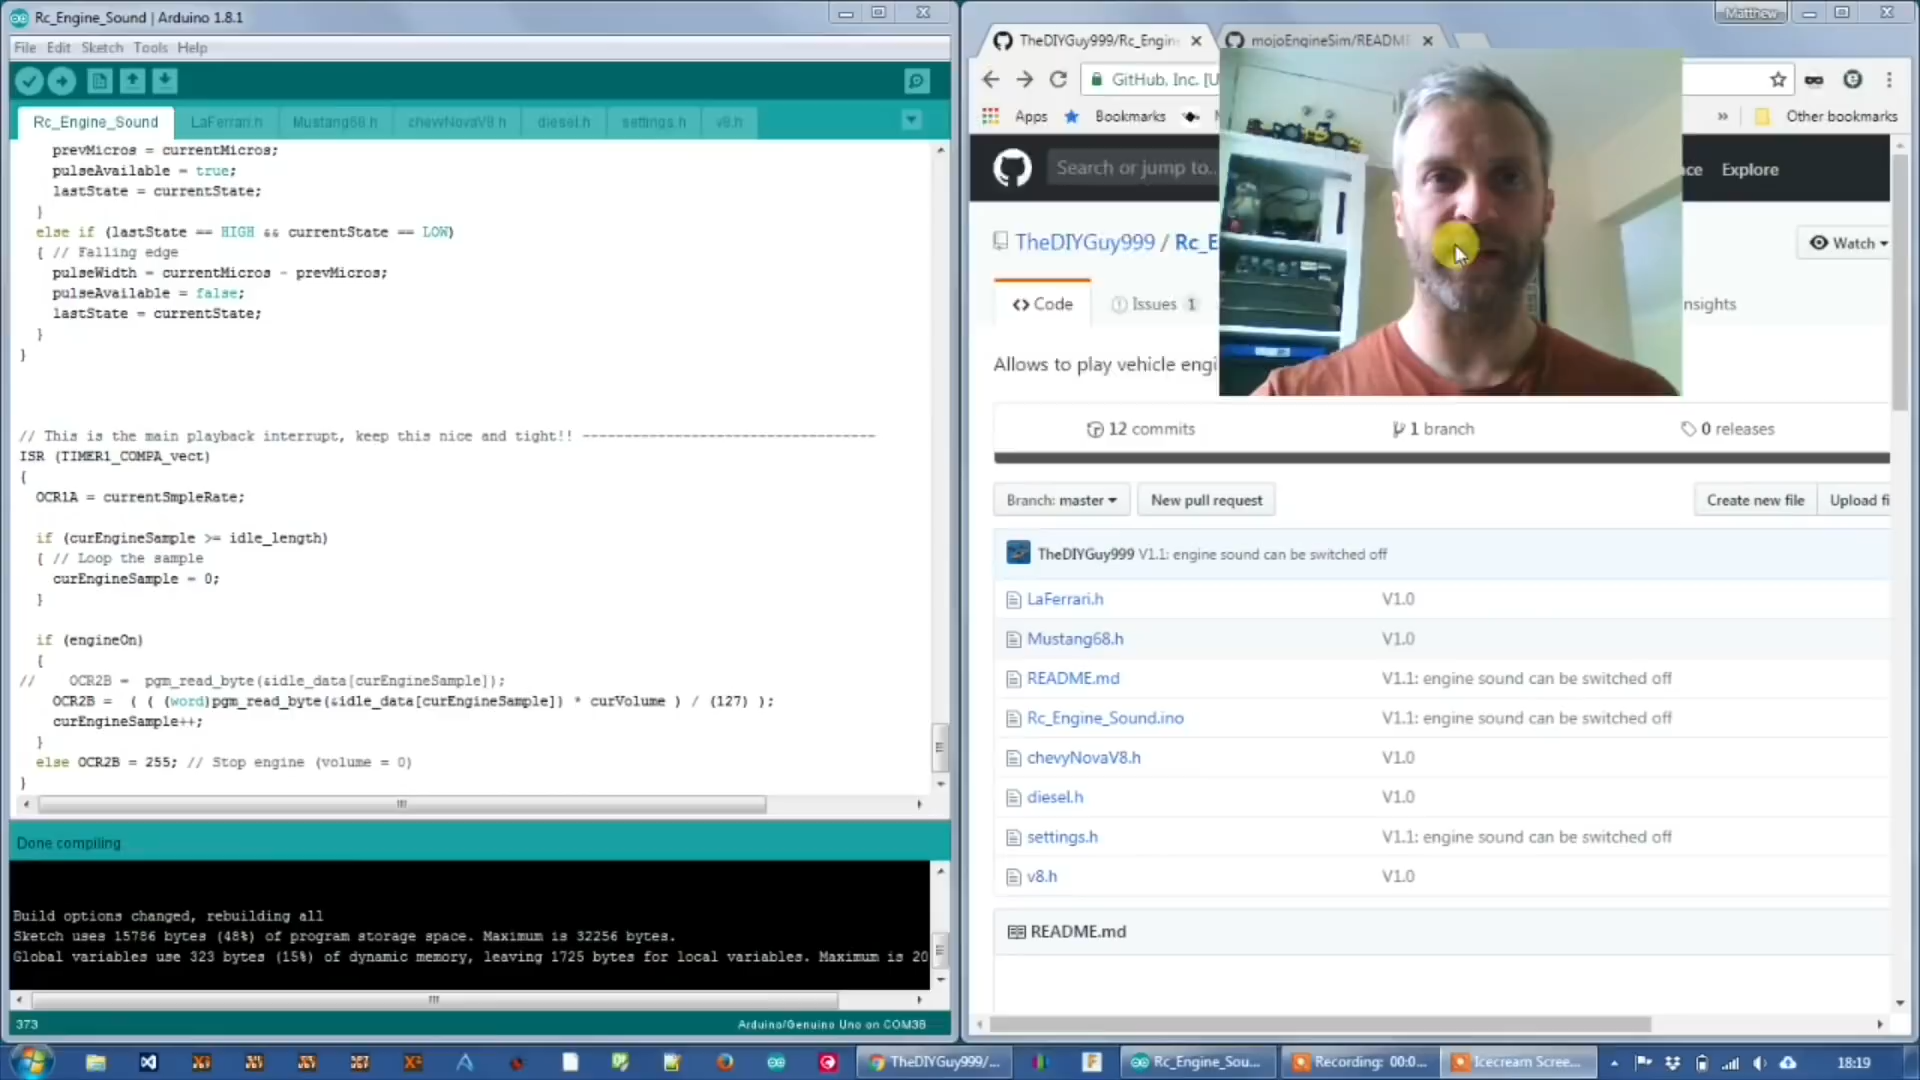 Rc_Engine_Sound | Arduino 1.8.1
File Edit Sketch Tools Help
Rc_Engine_Sound LaFerrari.h Mustang68.h chevyNovaV8.h diesel.h settings.h v8.h
prevMicros = currentMicros;
pulseAvailable = true;
lastState = currentState;
}
else if (lastState == HIGH && currentState == LOW)
{ // Falling edge
pulseWidth = currentMicros - prevMicros;
pulseAvailable = false;
lastState = currentState;
}
}
// This is the main playback interrupt, keep this nice and tight!! -----------------------------------
ISR (TIMER1_COMPA_vect)
{
OCR1A = currentSmpleRate;
if (curEngineSample >= idle_length)
{ // Loop the sample
curEngineSample = 0;
}
if (engineOn)
{
// OCR2B = pgm_read_byte(&idle_data[curEngineSample]);
OCR2B = ( ( (word)pgm_read_byte(&idle_data[curEngineSample]) * curVolume ) / (127) );
curEngineSample++;
}
else OCR2B = 255; // Stop engine (volume = 0)
}
Done compiling.
Build options changed, rebuilding all
Sketch uses 15786 bytes (48%) of program storage space. Maximum is 32256 bytes.
Global variables use 323 bytes (15%) of dynamic memory, leaving 1725 bytes for local variables. Maximum is 20
373
Arduino/Genuino Uno on COM38
Matthew
TheDIYGuy999/Rc_Engin
mojoEngineSim/README
GitHub, Inc. [U
Apps Bookmarks
» Other bookmarks
Search or jump to...
Explore
TheDIYGuy999 / Rc_E
Watch
Code Issues 1
nsights
Allows to play vehicle engi
12 commits 1 branch 0 releases
Branch: master New pull request Create new file Upload fi
TheDIYGuy999 V1.1: engine sound can be switched off
LaFerrari.h V1.0
Mustang68.h V1.0
README.md V1.1: engine sound can be switched off
Rc_Engine_Sound.ino V1.1: engine sound can be switched off
chevyNovaV8.h V1.0
diesel.h V1.0
settings.h V1.1: engine sound can be switched off
v8.h V1.0
README.md
TheDIYGuy999/... Rc_Engine_Sou... Recording: 00:0... Icecream Scree... 18:19